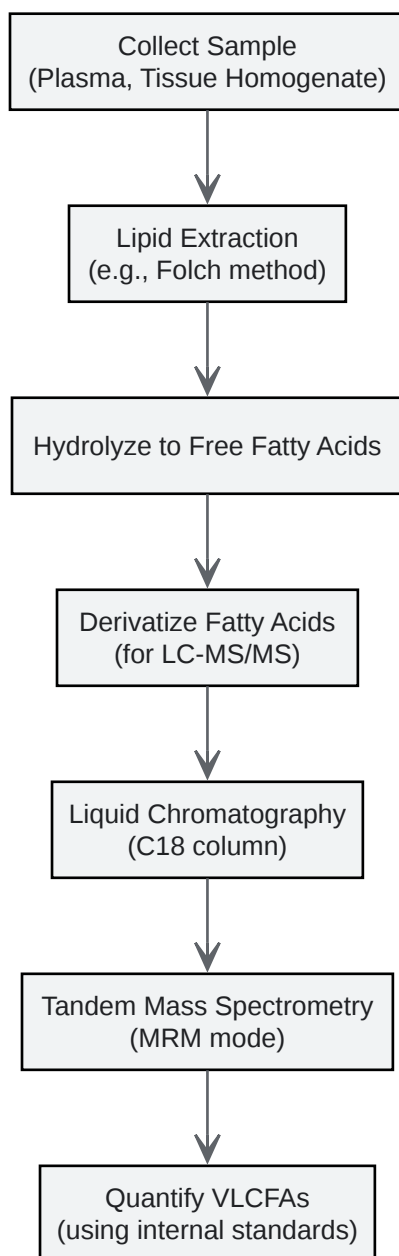 Collect Sample
(Plasma, Tissue Homogenate)
Lipid Extraction
(e.g., Folch method)
Hydrolyze to Free Fatty Acids
Derivatize Fatty Acids
(for LC-MS/MS)
Liquid Chromatography
(C18 column)
Tandem Mass Spectrometry
(MRM mode)
Quantify VLCFAs
(using internal standards)